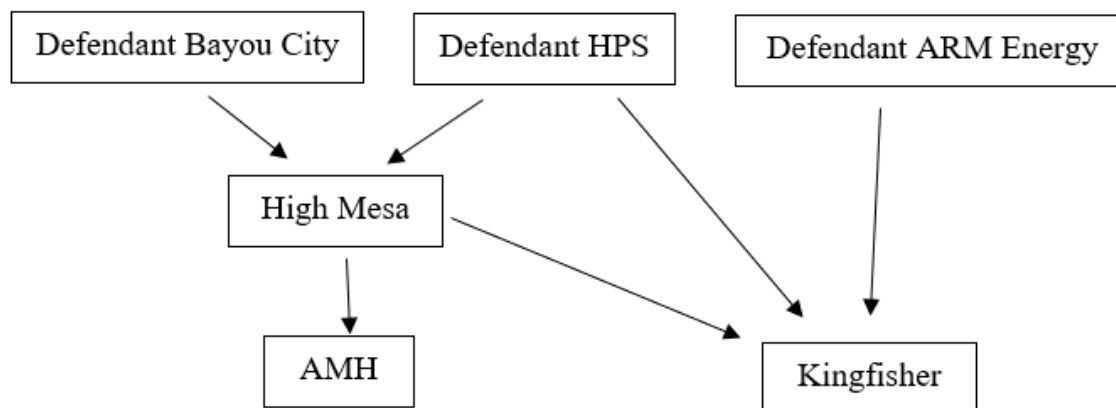 Defendant Bayou City
Defendant HPS
Defendant ARM Energy
High Mesa
AMH
Kingfisher